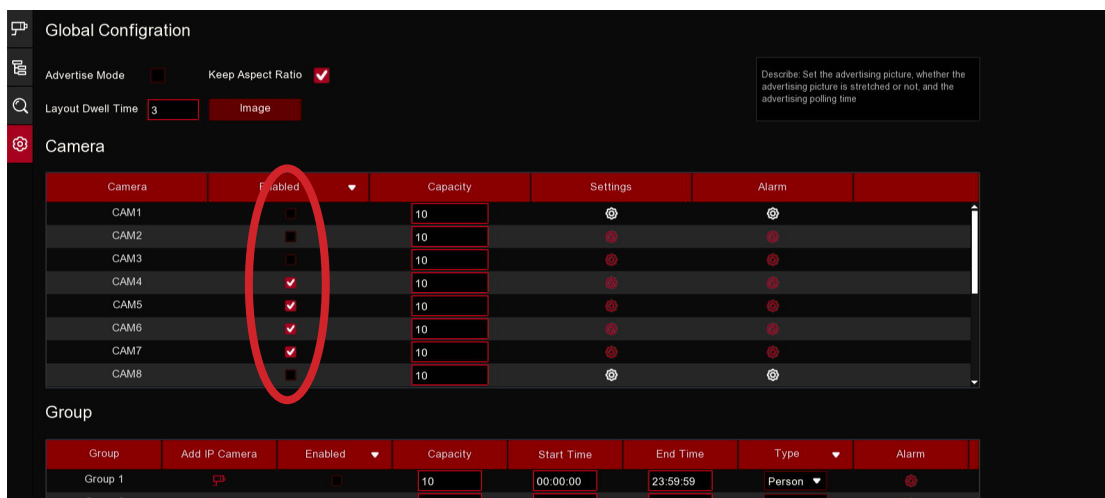 Global Configration
Advertise Mode Keep Aspect Ratio
Describe: Set the advertising picture, whether the
advertising picture is stretched or not, and the
advertising polling time
Layout Dwell Time 3 Image
Camera
Camera Enabled Capacity Settings Alarm
CAM1 10
CAM2 10
CAM3 10
CAM4 10
CAM5 10
CAM6 10
CAM7 10
CAM8 10
Group
Group Add IP Camera Enabled Capacity Start Time End Time Type Alarm
Group 1 10 00:00:00 23:59:59 Person